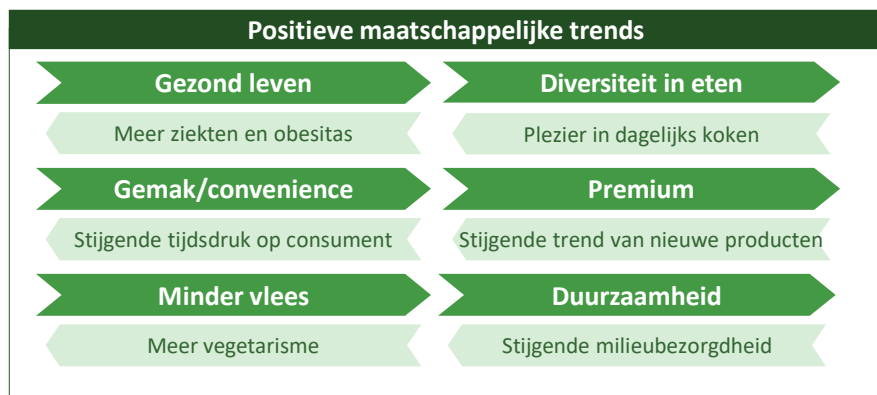 Positieve maatschappelijke trends
Gezond leven
Diversiteit in eten
Meer ziekten en obesitas
Plezier in dagelijks koken
Gemak/convenience
Premium
Stijgende tijdsdruk op consument
Stijgende trend van nieuwe producten
Minder vlees
Duurzaamheid
Meer vegetarisme
Stijgende milieubezorgdheid